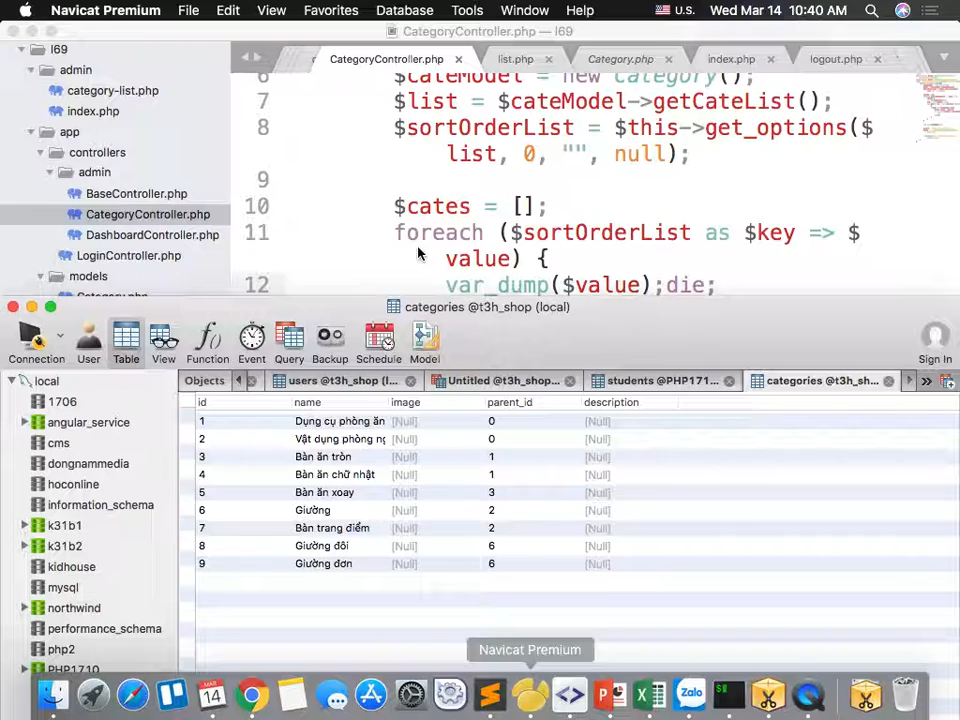 Navicat Premium File Edit View Favorites Database Tools Window Help U.S. Wed Mar 14 10:40 AM
CategoryController.php — l69
l69
admin
category-list.php
index.php
app
controllers
admin
BaseController.php
CategoryController.php
DashboardController.php
LoginController.php
models
Category.php
CategoryController.php × list.php × Category.php × index.php × logout.php ×
6 $cateModel = new Category();
7 $list = $cateModel->getCateList();
8 $sortOrderList = $this->get_options($
list, 0, "", null);
9
10 $cates = [];
11 foreach ($sortOrderList as $key => $
value) {
12 var_dump($value);die;
categories @t3h_shop (local)
Connection User Table View Function Event Query Backup Schedule Model Sign In
local
1706
angular_service
cms
dongnammedia
hoconline
information_schema
k31b1
k31b2
kidhouse
mysql
northwind
performance_schema
php2
PHP1710
Objects users @t3h_shop (l... Untitled @t3h_shop... students @PHP171... categories @t3h_sh...
id name image parent_id description
1 Dụng cụ phòng ăn [Null] 0 [Null]
2 Vật dụng phòng ng [Null] 0 [Null]
3 Bàn ăn tròn [Null] 1 [Null]
4 Bàn ăn chữ nhật [Null] 1 [Null]
5 Bàn ăn xoay [Null] 3 [Null]
6 Giường [Null] 2 [Null]
7 Bàn trang điểm [Null] 2 [Null]
8 Giường đôi [Null] 6 [Null]
9 Giường đơn [Null] 6 [Null]
Navicat Premium
MAR
14
Zalo